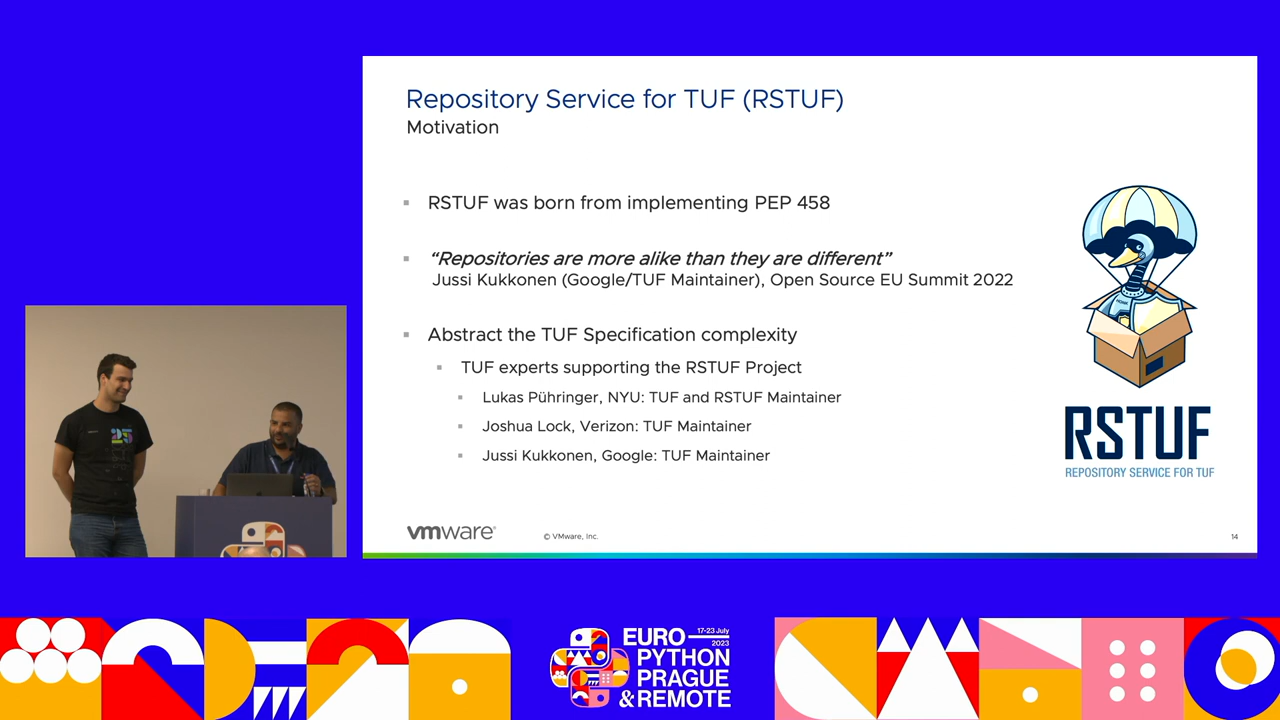 Repository Service for TUF (RSTUF)
Motivation
RSTUF was born from implementing PEP 458
“Repositories are more alike than they are different”
Jussi Kukkonen (Google/TUF Maintainer), Open Source EU Summit 2022
Abstract the TUF Specification complexity
TUF experts supporting the RSTUF Project
Lukas Pühringer, NYU: TUF and RSTUF Maintainer
Joshua Lock, Verizon: TUF Maintainer
Jussi Kukkonen, Google: TUF Maintainer
RSTUF
REPOSITORY SERVICE FOR TUF
vmware®
© VMware, Inc.
14
25
17-23 July
2023
EURO
PYTHON
PRAGUE
& REMOTE